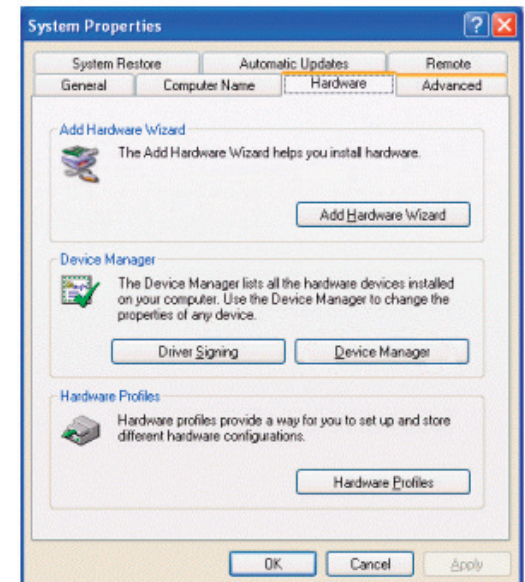 System Properties
System Restore Automatic Updates Remote
General Computer Name Hardware Advanced
Add Hardware Wizard
The Add Hardware Wizard helps you install hardware.
Add Hardware Wizard
Device Manager
The Device Manager lists all the hardware devices installed
on your computer. Use the Device Manager to change the
properties of any device.
Driver Signing Device Manager
Hardware Profiles
Hardware profiles provide a way for you to set up and store
different hardware configurations.
Hardware Profiles
OK Cancel Apply